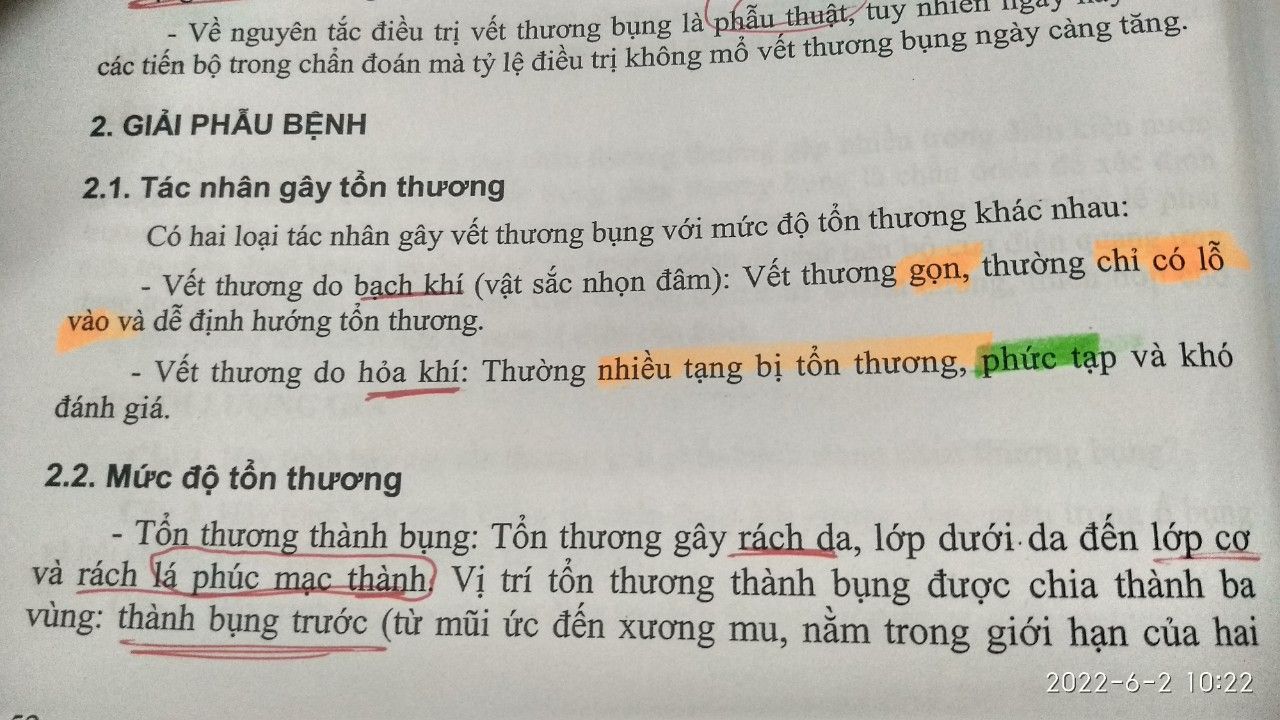 - Về nguyên tắc điều trị vết thương bụng là phẫu thuật, tuy nhiên ngày
các tiến bộ trong chẩn đoán mà tỷ lệ điều trị không mổ vết thương bụng ngày càng tăng.
2. GIẢI PHẪU BỆNH
2.1. Tác nhân gây tổn thương
Có hai loại tác nhân gây vết thương bụng với mức độ tổn thương khác nhau:
- Vết thương do bạch khí (vật sắc nhọn đâm): Vết thương gọn, thường chỉ có lỗ
vào và dễ định hướng tổn thương.
- Vết thương do hỏa khí: Thường nhiều tạng bị tổn thương, phức tạp và khó
đánh giá.
2.2. Mức độ tổn thương
- Tổn thương thành bụng: Tổn thương gây rách da, lớp dưới da đến lớp cơ
và rách lá phúc mạc thành. Vị trí tổn thương thành bụng được chia thành ba
vùng: thành bụng trước (từ mũi ức đến xương mu, nằm trong giới hạn của hai
2022-6-2 10:22